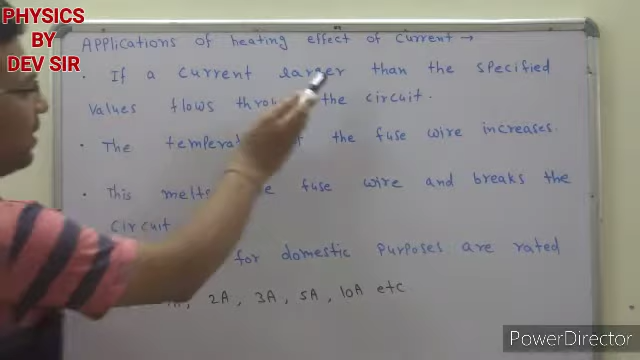 PHYSICS
BY
DEV SIR
Applications of heating effect of current →
• If a current larger than the specified
values flows the circuit.
• The the fuse wire increases.
• This melts fuse wire and breaks the
circuit
for domestic purposes are rated
2A, 3A, 5A, 10A etc
PowerDirector